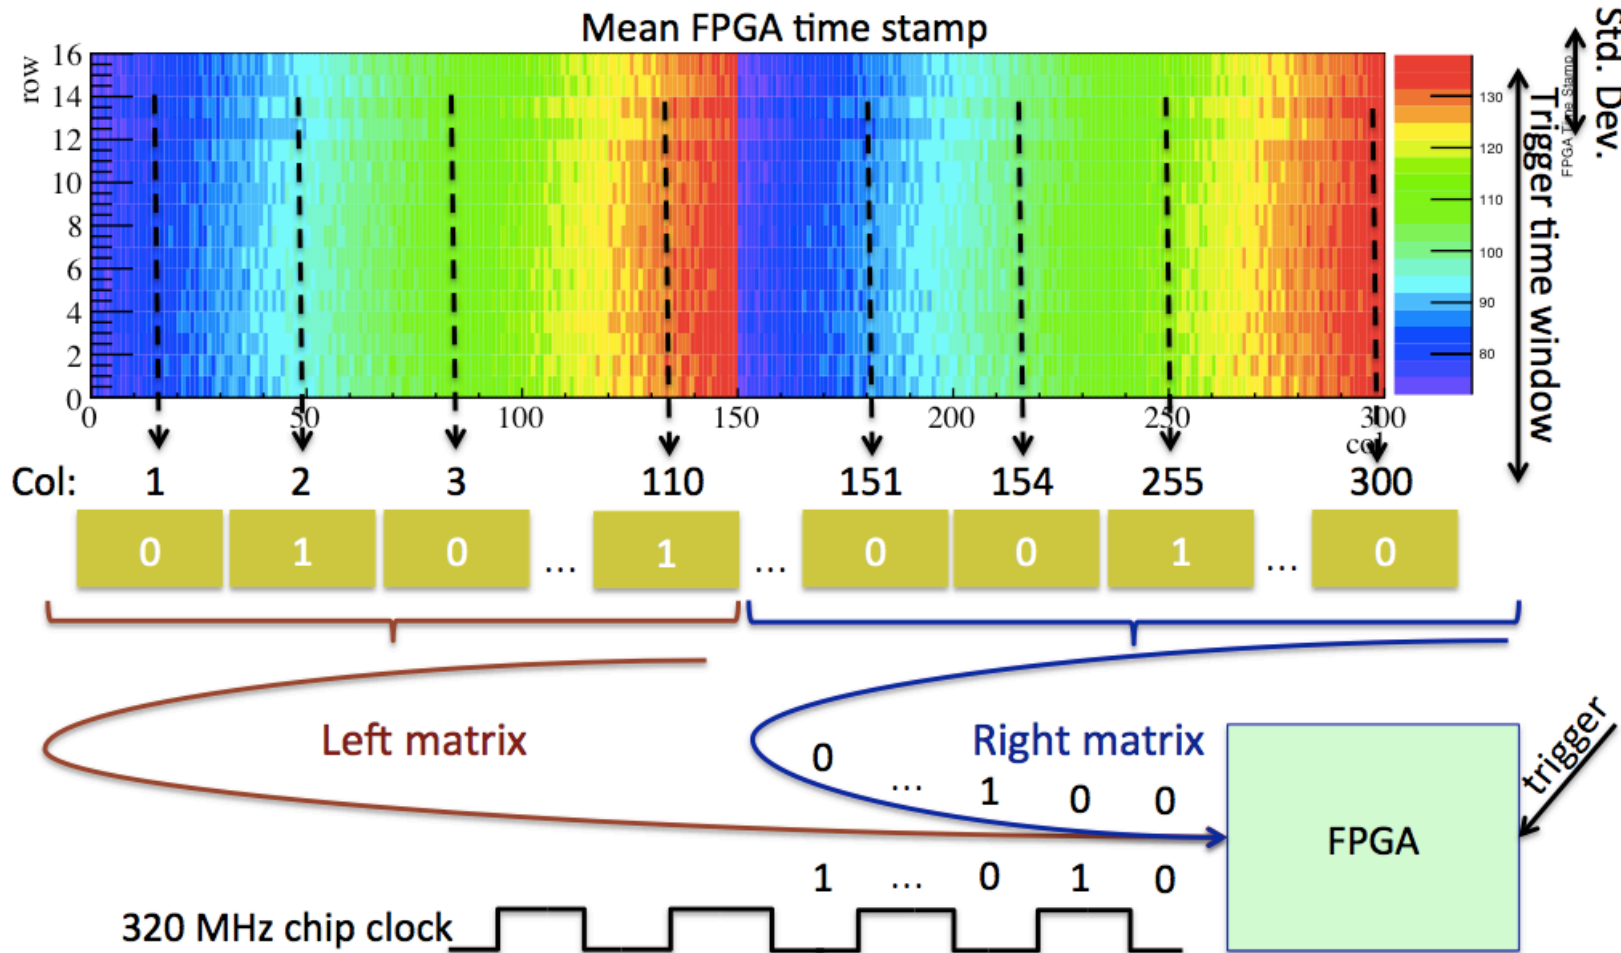 Mean FPGA time stamp
row
16
14
12
10
8
6
4
2
0
0 50 100 150 200 250 300
col
130
120
110
100
90
80
FPGA Time Stamp
Std. Dev.
Trigger time window
Col: 1 2 3 110 151 154 255 300
0 1 0 ... 1 ... 0 0 1 ... 0
Left matrix
Right matrix
0 ... 1 0 0
trigger
FPGA
1 ... 0 1 0
320 MHz chip clock